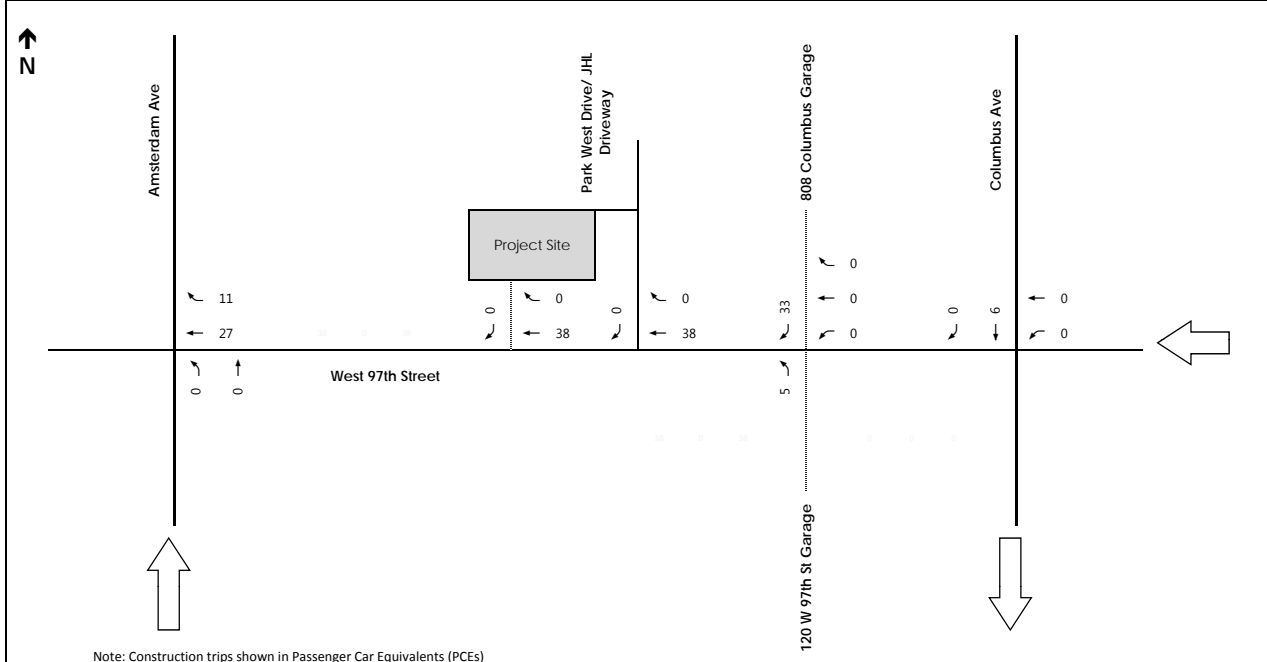 N
Amsterdam Ave
Park West Drive/ JHL
Driveway
808 Columbus Garage
Columbus Ave
Project Site
0
11
0
0
0
33
0
0
6
0
27
38
38
0
0
5
0
0
West 97th Street
120 W 97th St Garage
Note: Construction trips shown in Passenger Car Equivalents (PCEs)